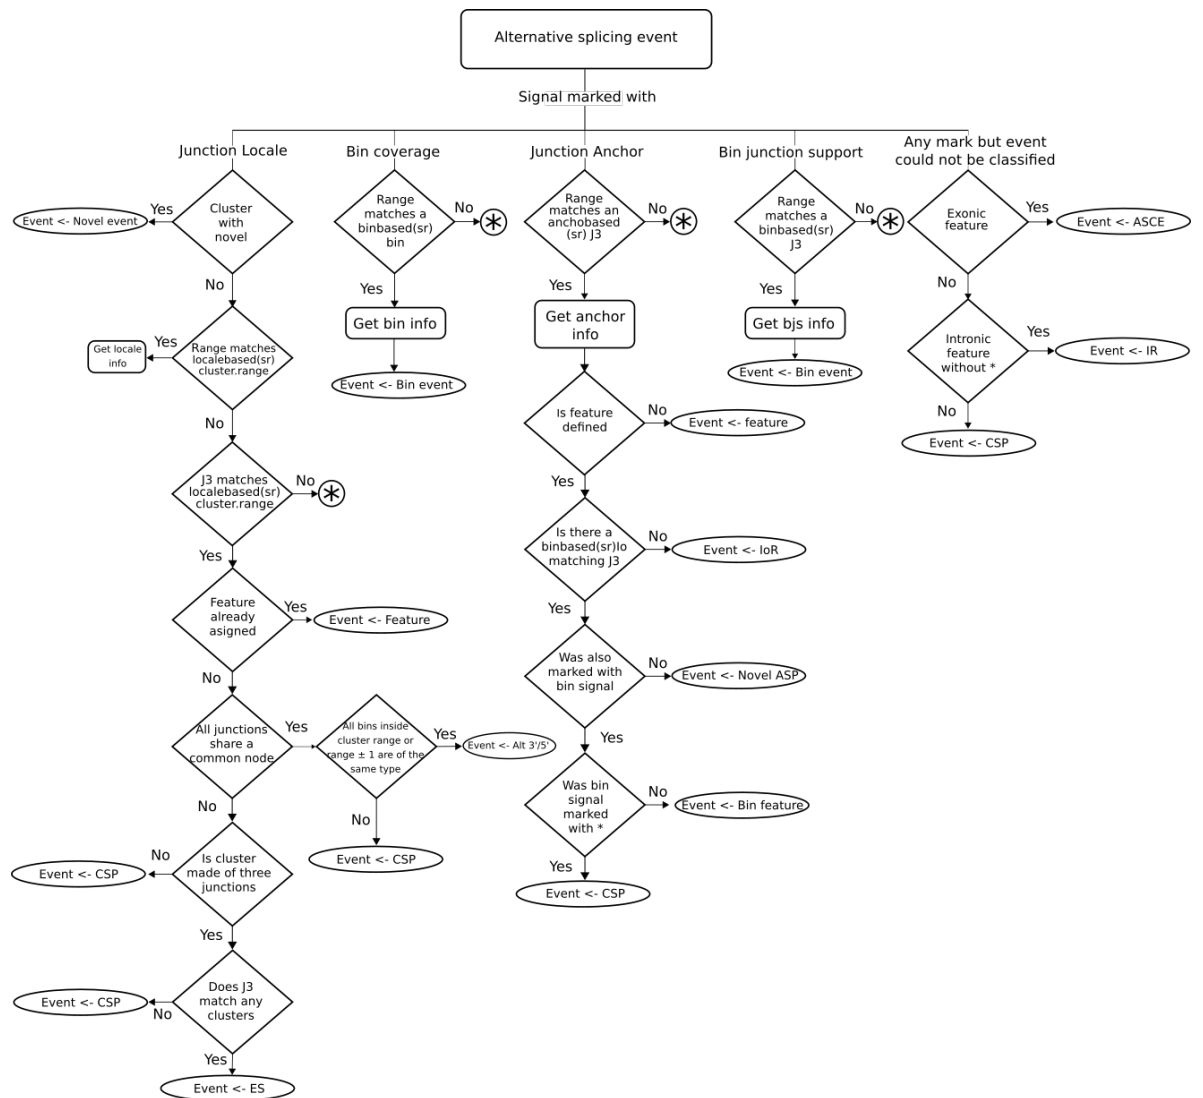 Alternative splicing event
Signal marked with
Junction Locale
Bin coverage
Junction Anchor
Bin junction support
Any mark but event
could not be classified
Cluster
with
novel
Yes
Event <- Novel event
No
Range matches
localebased(sr)
cluster.range
Yes
Get locale
info
No
J3 matches
localebased(sr)
cluster.range
No
*
Yes
Feature
already
asigned
Yes
Event <- Feature
No
All junctions
share a
common node
Yes
All bins inside
cluster range or
range ± 1 are of the
same type
Yes
Event <- Alt 3'/5'
No
Event <- CSP
No
Is cluster
made of three
junctions
No
Event <- CSP
Yes
Does J3
match any
clusters
No
Event <- CSP
Yes
Event <- ES
Range
matches a
binbased(sr)
bin
No
*
Yes
Get bin info
Event <- Bin event
Range
matches an
anchobased
(sr) J3
No
*
Yes
Get anchor
info
Is feature
defined
No
Event <- feature
Yes
Is there a
binbased(sr)Io
matching J3
No
Event <- IoR
Yes
Was also
marked with
bin signal
No
Event <- Novel ASP
Yes
Was bin
signal
marked
with *
No
Event <- Bin feature
Yes
Event <- CSP
Range
matches a
binbased(sr)
J3
No
*
Yes
Get bjs info
Event <- Bin event
Exonic
feature
Yes
Event <- ASCE
No
Intronic
feature
without *
Yes
Event <- IR
No
Event <- CSP